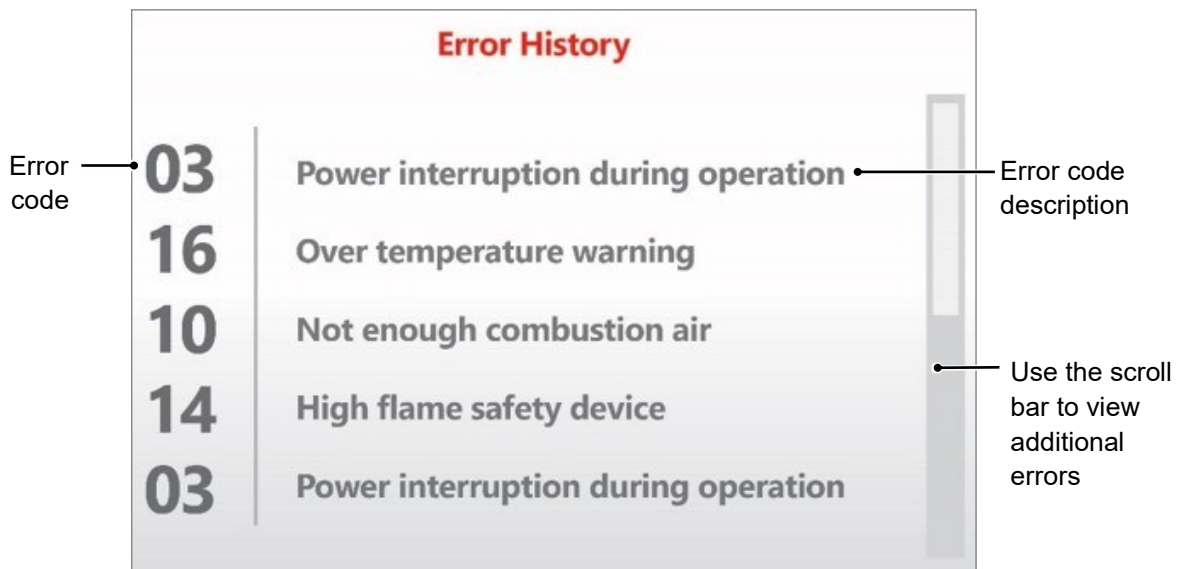 Error History
Error
code
03
Power interruption during operation
Error code
description
16
Over temperature warning
10
Not enough combustion air
14
High flame safety device
Use the scroll
bar to view
additional
errors
03
Power interruption during operation